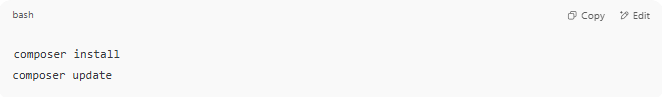 bash
Copy Edit
composer install
composer update